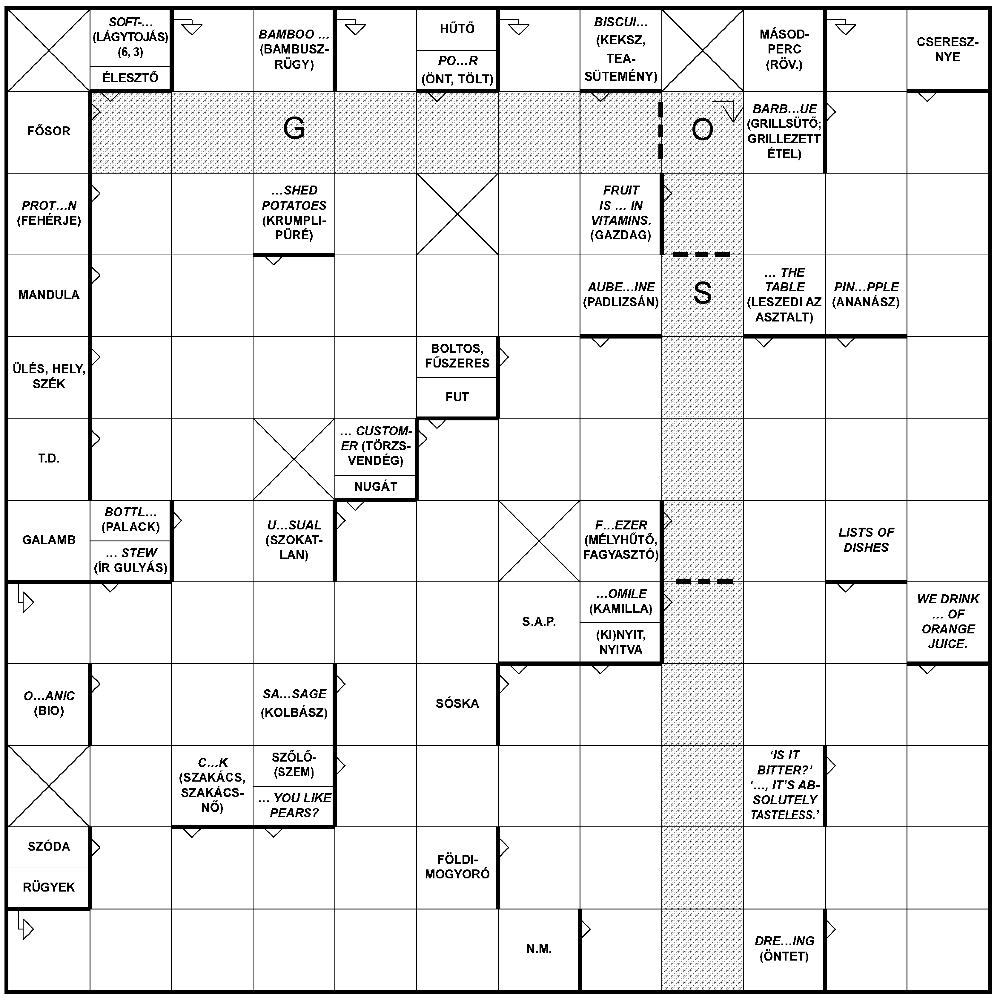 SOFT-…
(LÁGYTOJÁS)
(6, 3)
ÉLESZTŐ
BAMBOO …
(BAMBUSZ-
RÜGY)
HŰTŐ
PO…R
(ÖNT, TÖLT)
BISCUI…
(KEKSZ,
TEA-
SÜTEMÉNY)
MÁSOD-
PERC
(RÖV.)
CSERESZ-
NYE
FŐSOR
G
O
BARB…UE
(GRILLSÜTŐ;
GRILLEZETT
ÉTEL)
PROT…N
(FEHÉRJE)
…SHED
POTATOES
(KRUMPLI-
PÜRÉ)
FRUIT
IS … IN
VITAMINS.
(GAZDAG)
MANDULA
AUBE…INE
(PADLIZSÁN)
S
… THE
TABLE
(LESZEDI AZ
ASZTALT)
PIN…PPLE
(ANANÁSZ)
ÜLÉS, HELY,
SZÉK
BOLTOS,
FŰSZERES
FUT
T.D.
… CUSTOM-
ER (TÖRZS-
VENDÉG)
NUGÁT
GALAMB
BOTTL…
(PALACK)
… STEW
(ÍR GULYÁS)
U…SUAL
(SZOKAT-
LAN)
F…EZER
(MÉLYHŰTŐ,
FAGYASZTÓ)
LISTS OF
DISHES
S.A.P.
…OMILE
(KAMILLA)
(KI)NYIT,
NYITVA
WE DRINK
… OF
ORANGE
JUICE.
O…ANIC
(BIO)
SA…SAGE
(KOLBÁSZ)
SÓSKA
C…K
(SZAKÁCS,
SZAKÁCS-
NŐ)
SZŐLŐ-
(SZEM)
… YOU LIKE
PEARS?
‘IS IT
BITTER?’
‘…, IT’S AB-
SOLUTELY
TASTELESS.’
SZÓDA
RÜGYEK
FÖLDI-
MOGYORÓ
N.M.
DRE…ING
(ÖNTET)